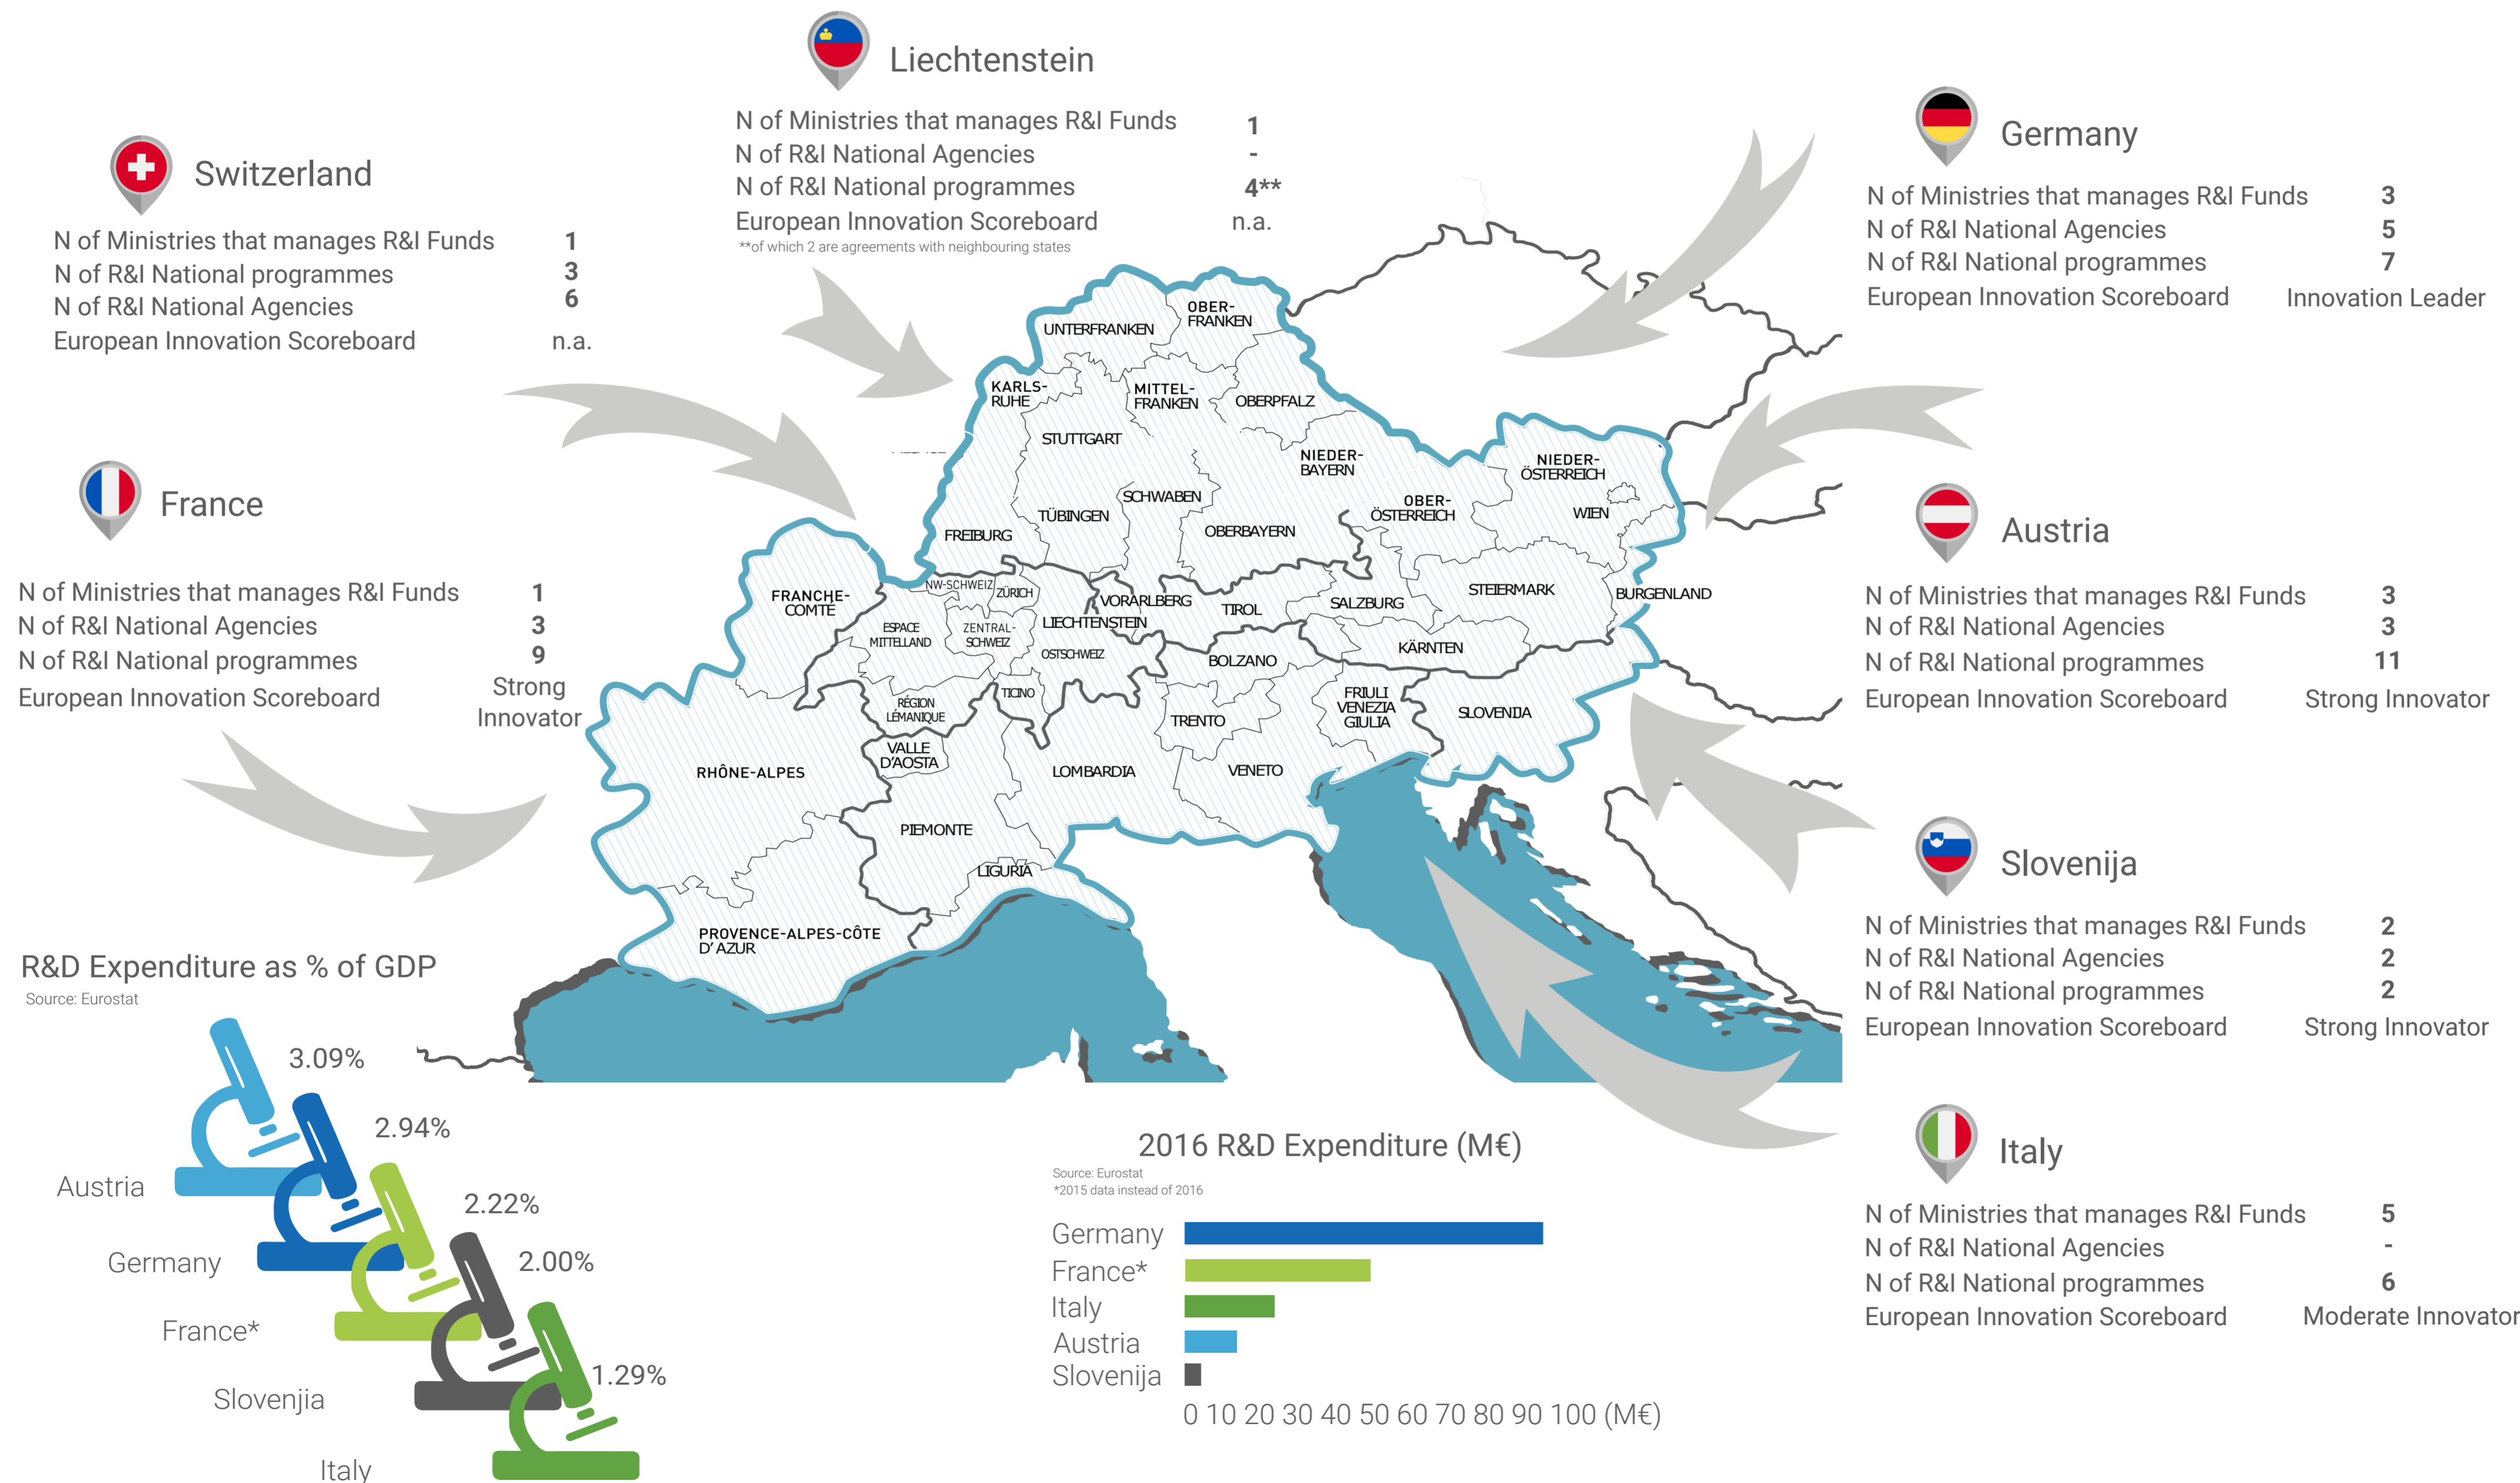 Liechtenstein
N of Ministries that manages R&I Funds 1
N of R&I National Agencies -
N of R&I National programmes 4**
European Innovation Scoreboard n.a.
**of which 2 are agreements with neighbouring states
Switzerland
N of Ministries that manages R&I Funds 1
N of R&I National programmes 3
N of R&I National Agencies 6
European Innovation Scoreboard n.a.
Germany
N of Ministries that manages R&I Funds 3
N of R&I National Agencies 5
N of R&I National programmes 7
European Innovation Scoreboard Innovation Leader
France
N of Ministries that manages R&I Funds 1
N of R&I National Agencies 3
N of R&I National programmes 9
European Innovation Scoreboard Strong
Innovator
Austria
N of Ministries that manages R&I Funds 3
N of R&I National Agencies 3
N of R&I National programmes 11
European Innovation Scoreboard Strong Innovator
Slovenija
N of Ministries that manages R&I Funds 2
N of R&I National Agencies 2
N of R&I National programmes 2
European Innovation Scoreboard Strong Innovator
Italy
N of Ministries that manages R&I Funds 5
N of R&I National Agencies -
N of R&I National programmes 6
European Innovation Scoreboard Moderate Innovator
OBER-
FRANKEN
UNTERFRANKEN
KARLS-
RUHE
MITTEL-
FRANKEN
OBERPFALZ
STUTTGART
NIEDER-
BAYERN
NIEDER-
ÖSTERREICH
SCHWABEN
OBER-
ÖSTERREICH
WIEN
TÜBINGEN
FREIBURG
OBERBAYERN
NW-SCHWEIZ
ZÜRICH
FRANCHE-
COMTÉ
VORARLBERG
TIROL
SALZBURG
STEIERMARK
BURGENLAND
ESPACE
MITTELLAND
ZENTRAL-
SCHWEIZ
LIECHTENSTEIN
OSTSCHWEIZ
BOLZANO
KÄRNTEN
TICINO
RÉGION
LÉMANIQUE
TRENTO
FRIULI
VENEZIA
GIULIA
SLOVENIJA
VALLE
D'AOSTA
RHÔNE-ALPES
LOMBARDIA
VENETO
PIEMONTE
LIGURIA
PROVENCE-ALPES-CÔTE
D' AZUR
R&D Expenditure as % of GDP
Source: Eurostat
3.09%
2.94%
2.22%
2.00%
1.29%
Austria
Germany
France*
Slovenjia
Italy
2016 R&D Expenditure (M€)
Source: Eurostat
*2015 data instead of 2016
Germany
France*
Italy
Austria
Slovenija
0 10 20 30 40 50 60 70 80 90 100 (M€)